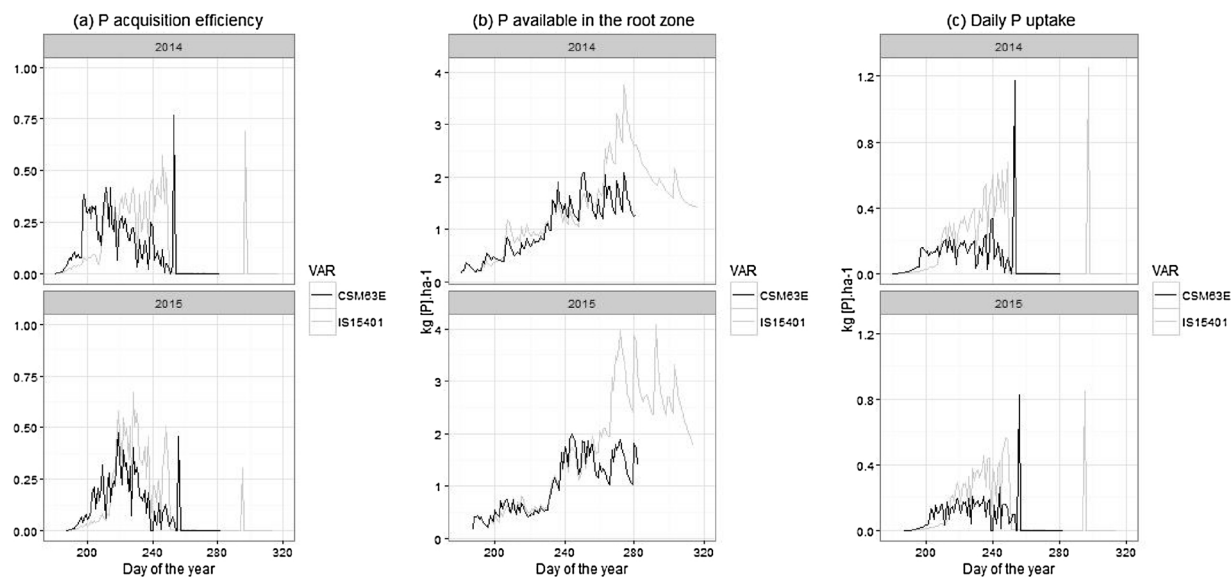 (a) P acquisition efficiency
2014
1.00
0.75
0.50
0.25
0.00
2015
1.00
0.75
0.50
0.25
0.00
200 240 280 320
Day of the year
VAR
CSM63E
IS15401
(b) P available in the root zone
kg [P].ha-1
2014
4
3
2
1
0
2015
4
3
2
1
0
200 240 280 320
Day of the year
VAR
CSM63E
IS15401
(c) Daily P uptake
kg [P].ha-1
2014
1.2
0.8
0.4
0.0
2015
1.2
0.8
0.4
0.0
200 240 280 320
Day of the year
VAR
CSM63E
IS15401